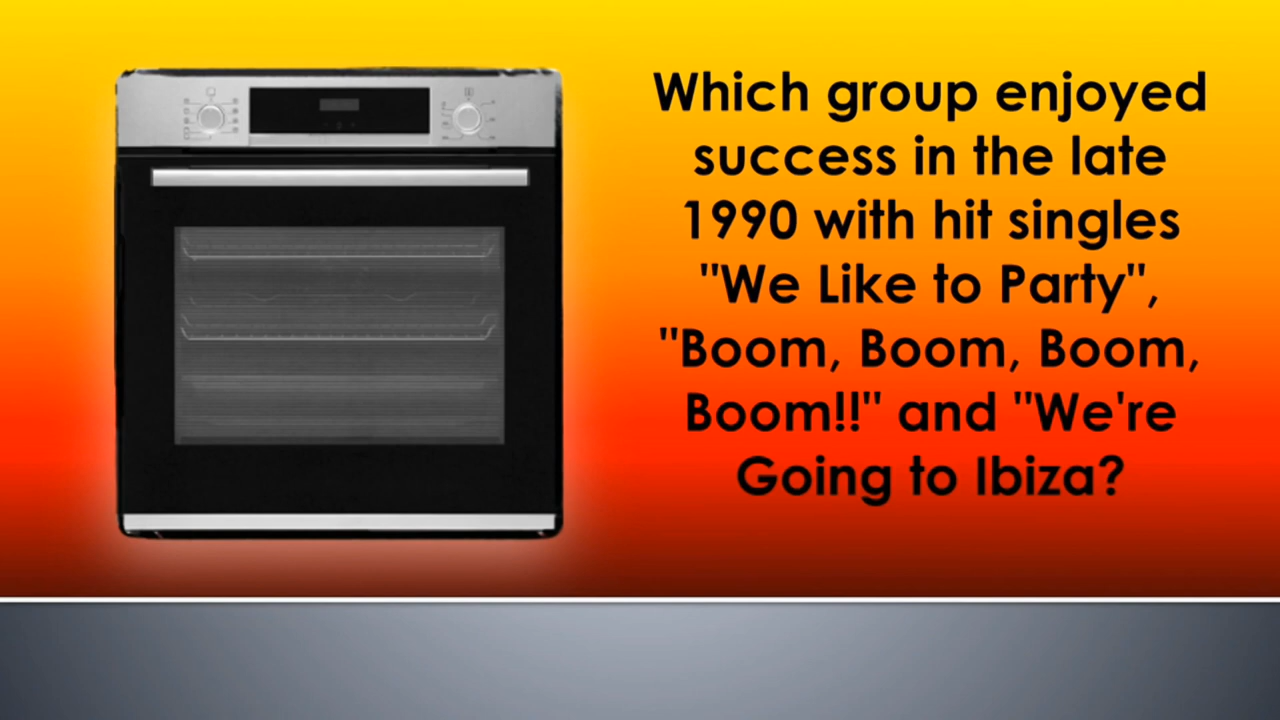 Which group enjoyed
success in the late
1990 with hit singles
"We Like to Party",
"Boom, Boom, Boom,
Boom!!" and "We're
Going to Ibiza?